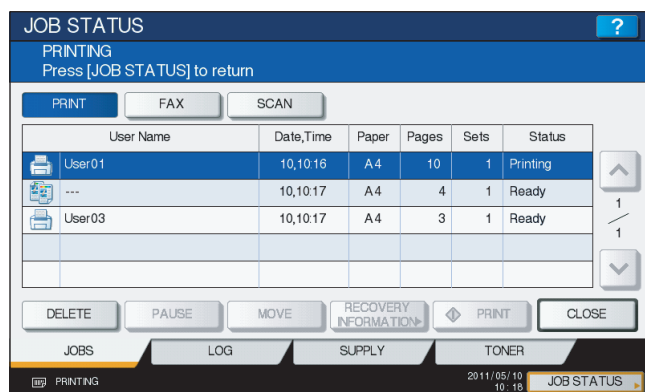 JOB STATUS ?
PRINTING
Press [JOB STATUS] to return
PRINT FAX SCAN
User Name Date,Time Paper Pages Sets Status
User01 10,10:16 A4 10 1 Printing
--- 10,10:17 A4 4 1 Ready
User03 10,10:17 A4 3 1 Ready
1
1
DELETE PAUSE MOVE RECOVERY INFORMATION PRINT CLOSE
JOBS LOG SUPPLY TONER
PRINTING 2011/05/10
10:18 JOB STATUS